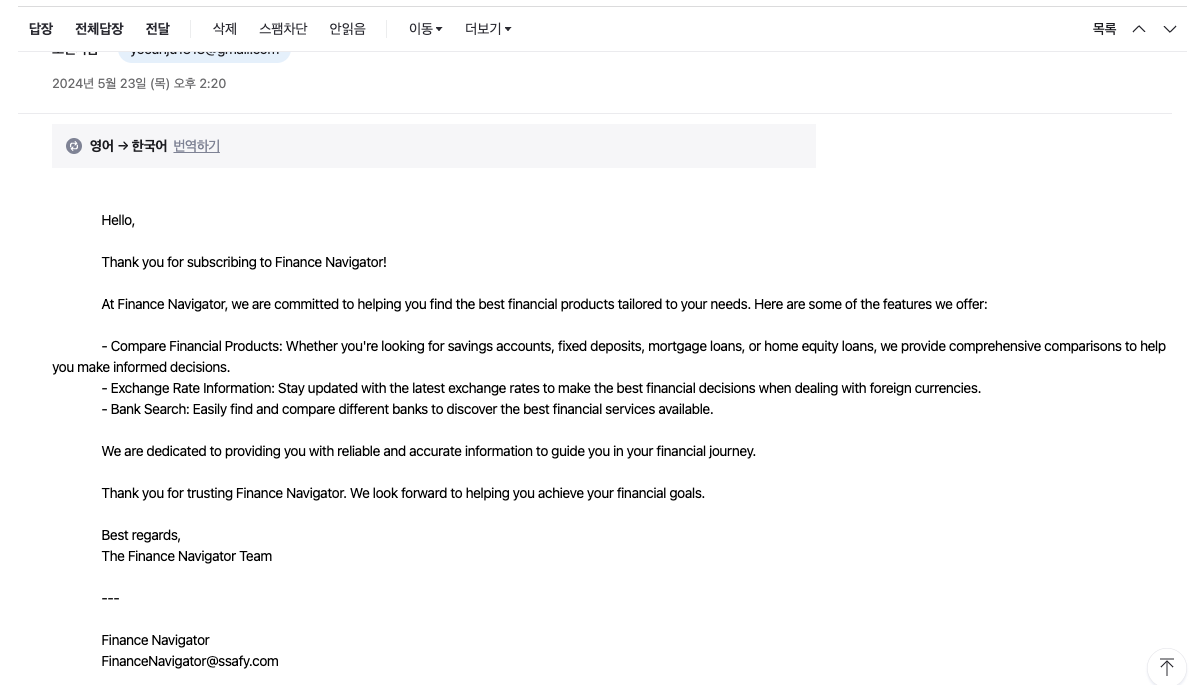 답장 전체답장 전달 삭제 스팸차단 안읽음 이동 더보기 목록
2024년 5월 23일 (목) 오후 2:20
영어 → 한국어 번역하기
Hello,
Thank you for subscribing to Finance Navigator!
At Finance Navigator, we are committed to helping you find the best financial products tailored to your needs. Here are some of the features we offer:
- Compare Financial Products: Whether you're looking for savings accounts, fixed deposits, mortgage loans, or home equity loans, we provide comprehensive comparisons to help
you make informed decisions.
- Exchange Rate Information: Stay updated with the latest exchange rates to make the best financial decisions when dealing with foreign currencies.
- Bank Search: Easily find and compare different banks to discover the best financial services available.
We are dedicated to providing you with reliable and accurate information to guide you in your financial journey.
Thank you for trusting Finance Navigator. We look forward to helping you achieve your financial goals.
Best regards,
The Finance Navigator Team
---
Finance Navigator
FinanceNavigator@ssafy.com